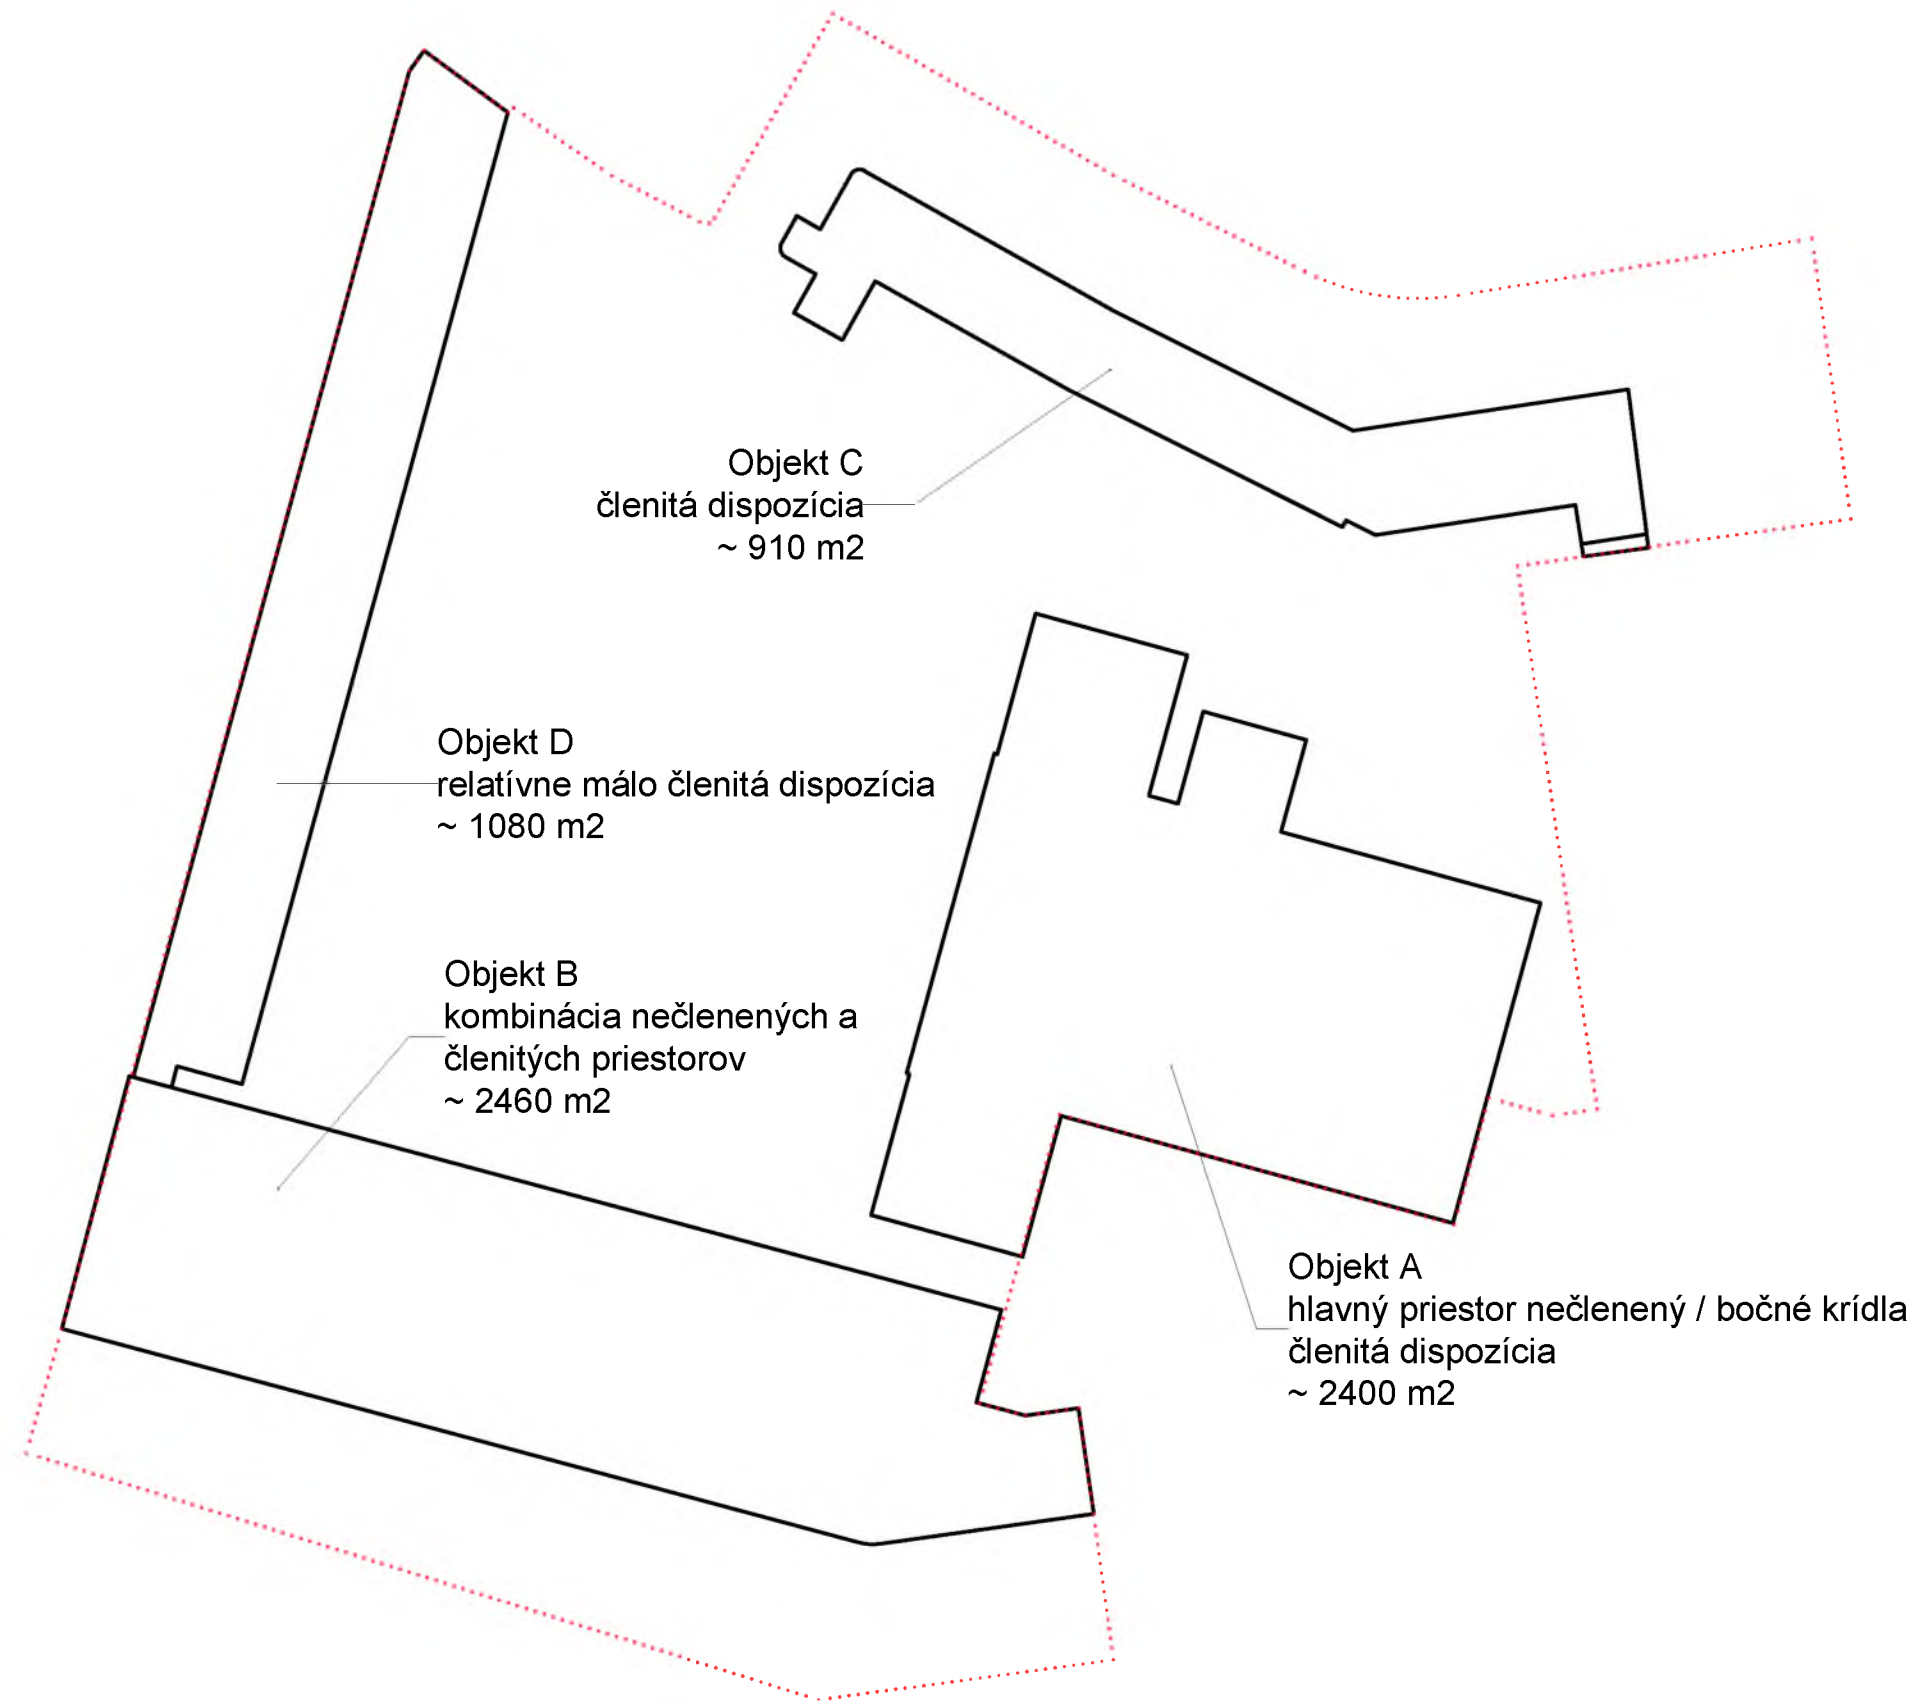 Objekt C
členitá dispozícia
~ 910 m2
Objekt D
relatívne málo členitá dispozícia
~ 1080 m2
Objekt B
kombinácia nečlenených a
členitých priestorov
~ 2460 m2
Objekt A
hlavný priestor nečlenený / bočné krídla
členitá dispozícia
~ 2400 m2